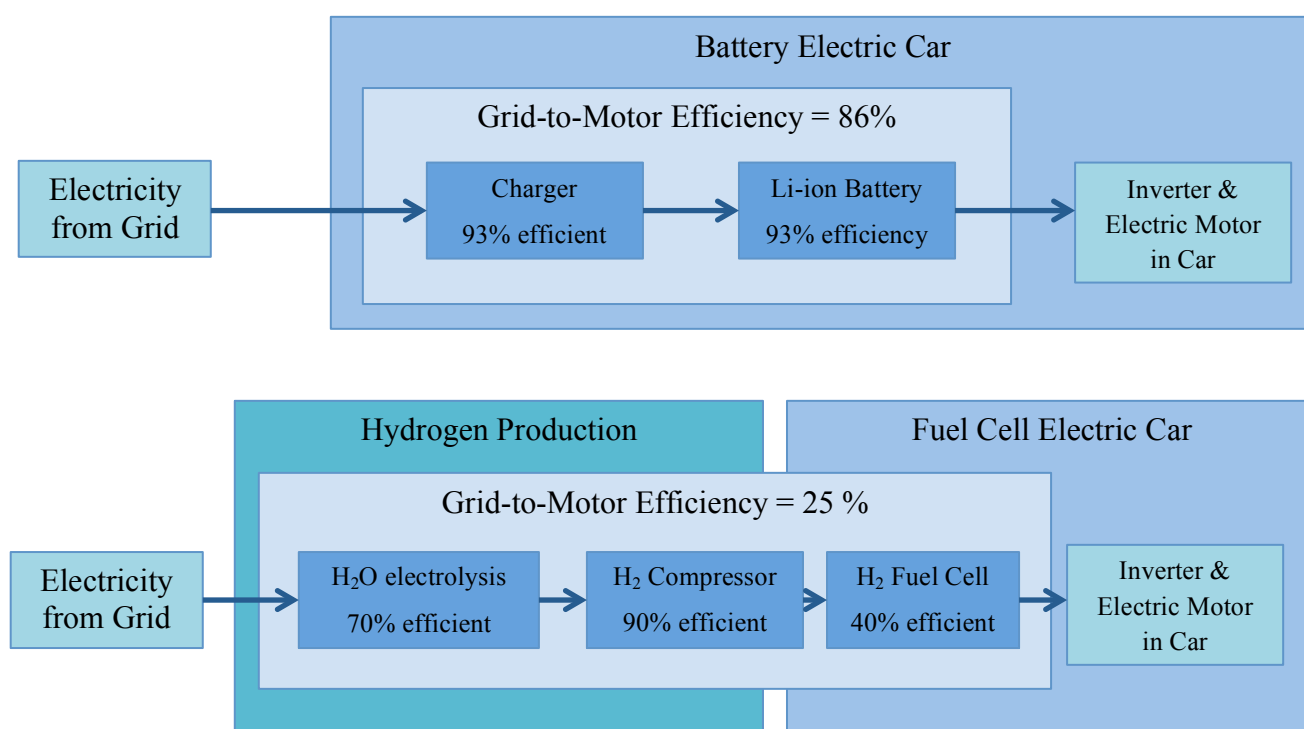 Battery Electric Car
Grid-to-Motor Efficiency = 86%
Electricity
from Grid
Charger
93% efficient
Li-ion Battery
93% efficiency
Inverter &
Electric Motor
in Car
Hydrogen Production
Fuel Cell Electric Car
Grid-to-Motor Efficiency = 25 %
Electricity
from Grid
H₂O electrolysis
70% efficient
H₂ Compressor
90% efficient
H₂ Fuel Cell
40% efficient
Inverter &
Electric Motor
in Car